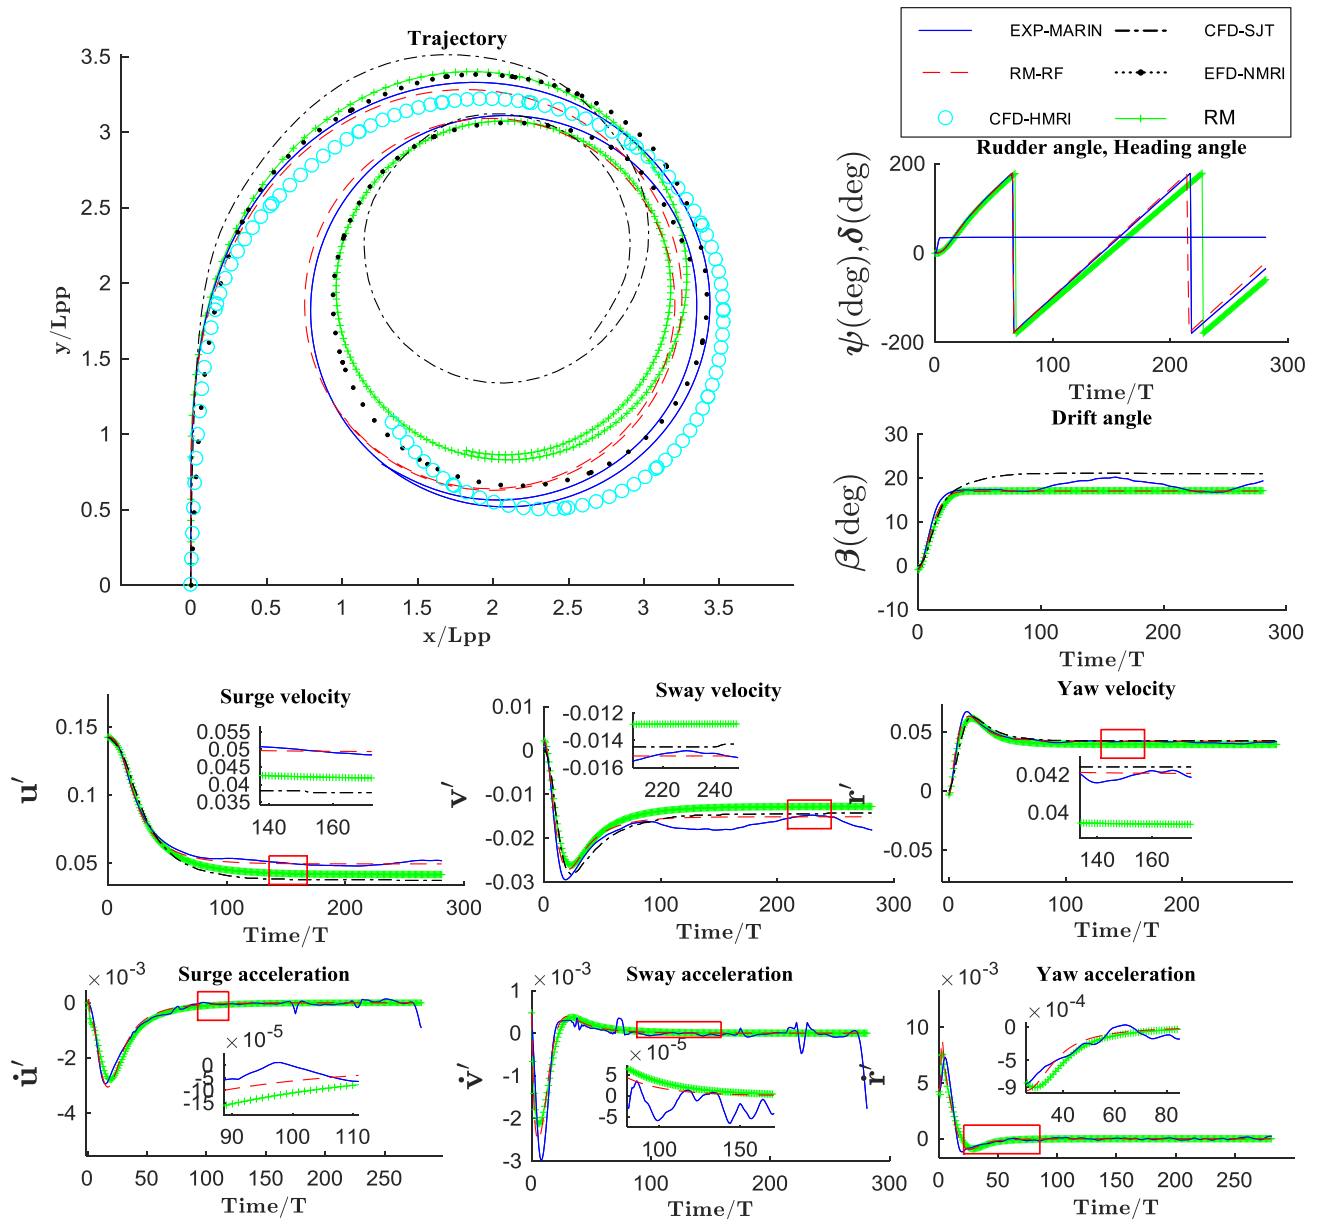 Trajectory
3.5
3
2.5
2
1.5
1
0.5
0
y/Lpp
0 0.5 1 1.5 2 2.5 3 3.5
x/Lpp
EXP-MARIN CFD-SJT
RM-RF EFD-NMRI
CFD-HMRI RM
Rudder angle, Heading angle
200
0
-200
ψ(deg),δ(deg)
0 100 200 300
Time/T
Drift angle
30
20
10
0
-10
β(deg)
0 100 200 300
Time/T
Surge velocity
0.15
0.1
0.05
u′
0.055
0.05
0.045
0.04
0.035
140 160
0 100 200 300
Time/T
Sway velocity
0.01
0
-0.01
-0.02
-0.03
v′
-0.012
-0.014
-0.016
220 240
0 100 200 300
Time/T
Yaw velocity
0.05
0
-0.05
r′
0.042
0.04
140 160
0 100 200
Time/T
Surge acceleration
× 10⁻³
0
-2
-4
u̇′
× 10⁻⁵
0
-5
-10
-15
90 100 110
0 50 100 150 200 250
Time/T
Sway acceleration
× 10⁻³
1
0
-1
-2
-3
v̇′
× 10⁻⁵
5
0
-5
100 150
0 100 200 300
Time/T
Yaw acceleration
× 10⁻³
10
5
0
ṙ′
× 10⁻⁴
0
-5
-9
40 60 80
0 50 100 150 200 250
Time/T